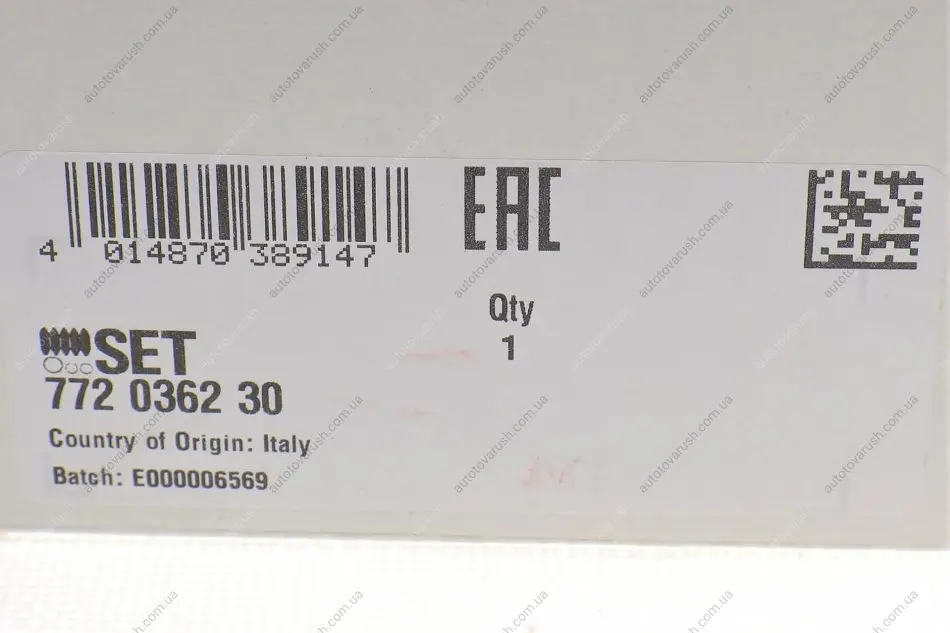 4 014870 389147
EAC
Qty
1
SET
772 0362 30
Country of Origin: Italy
Batch: E000006569
autotovarush.com.ua